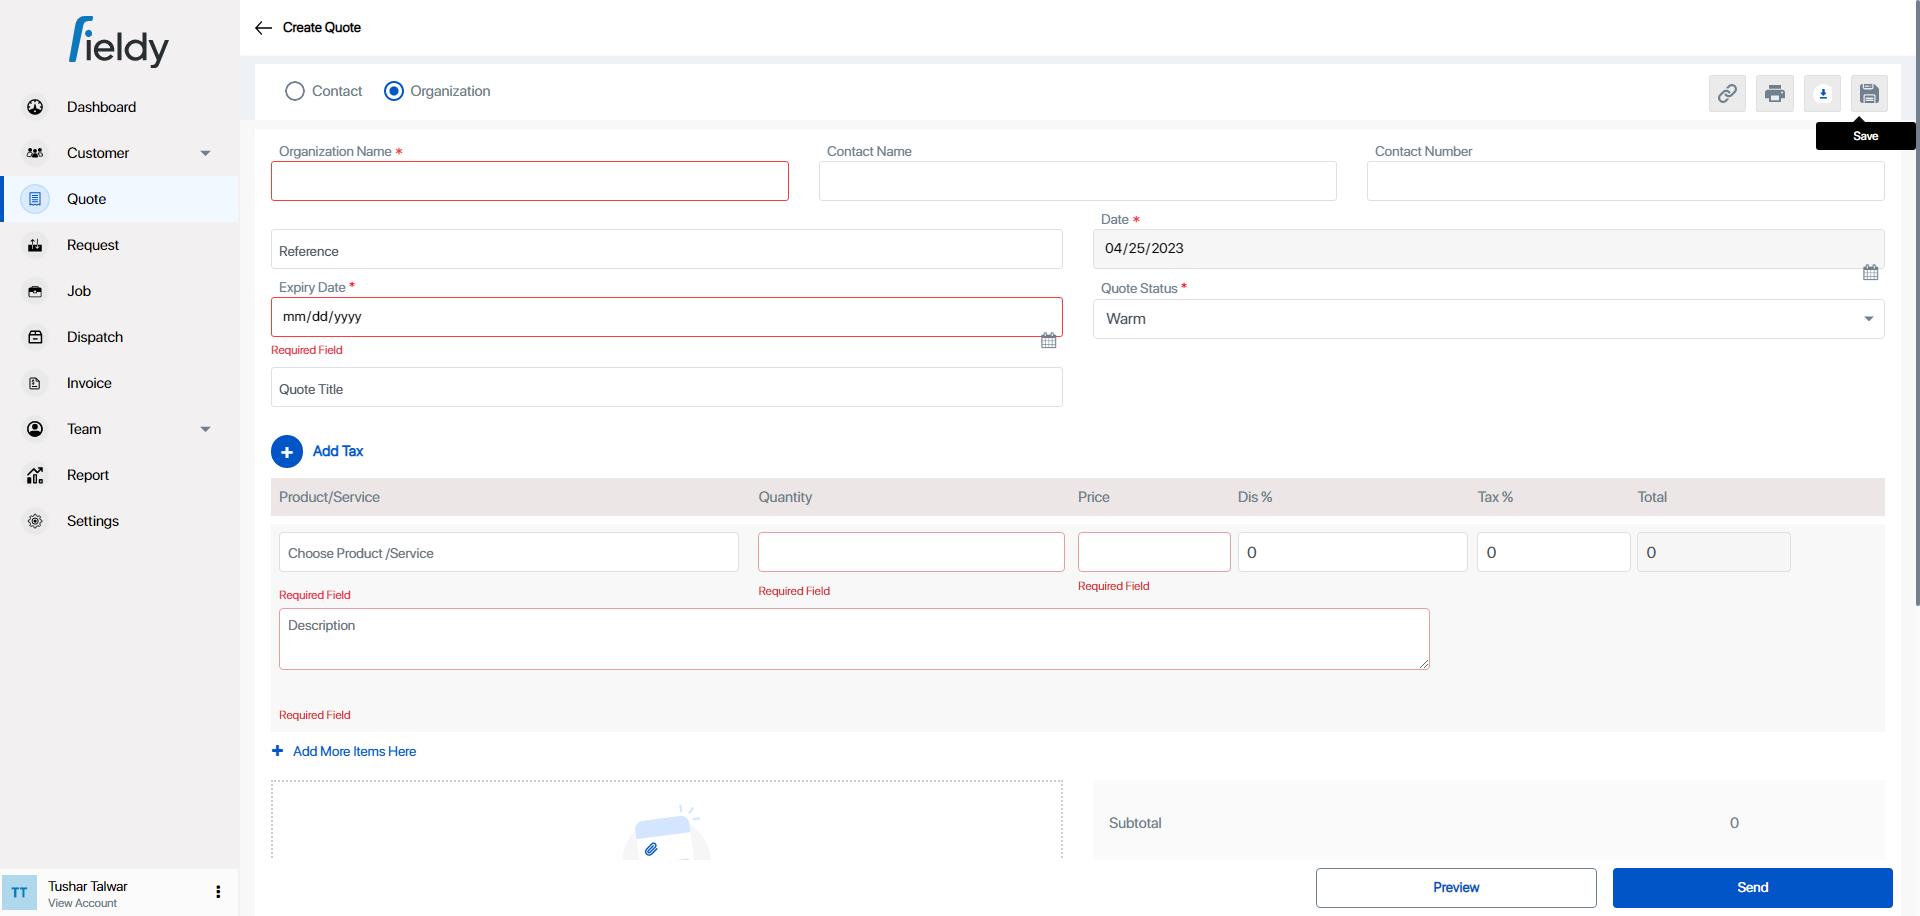 fieldy
Create Quote
Dashboard
Customer
Quote
Request
Job
Dispatch
Invoice
Team
Report
Settings
TT
Tushar Talwar
View Account
Contact
Organization
Save
Organization Name *
Contact Name
Contact Number
Reference
Date *
04/25/2023
Expiry Date *
mm/dd/yyyy
Required Field
Quote Status *
Warm
Quote Title
+ Add Tax
Product/Service Quantity Price Dis % Tax % Total
Choose Product /Service 0 0 0
Required Field Required Field Required Field
Description
Required Field
+ Add More Items Here
Subtotal 0
Preview
Send